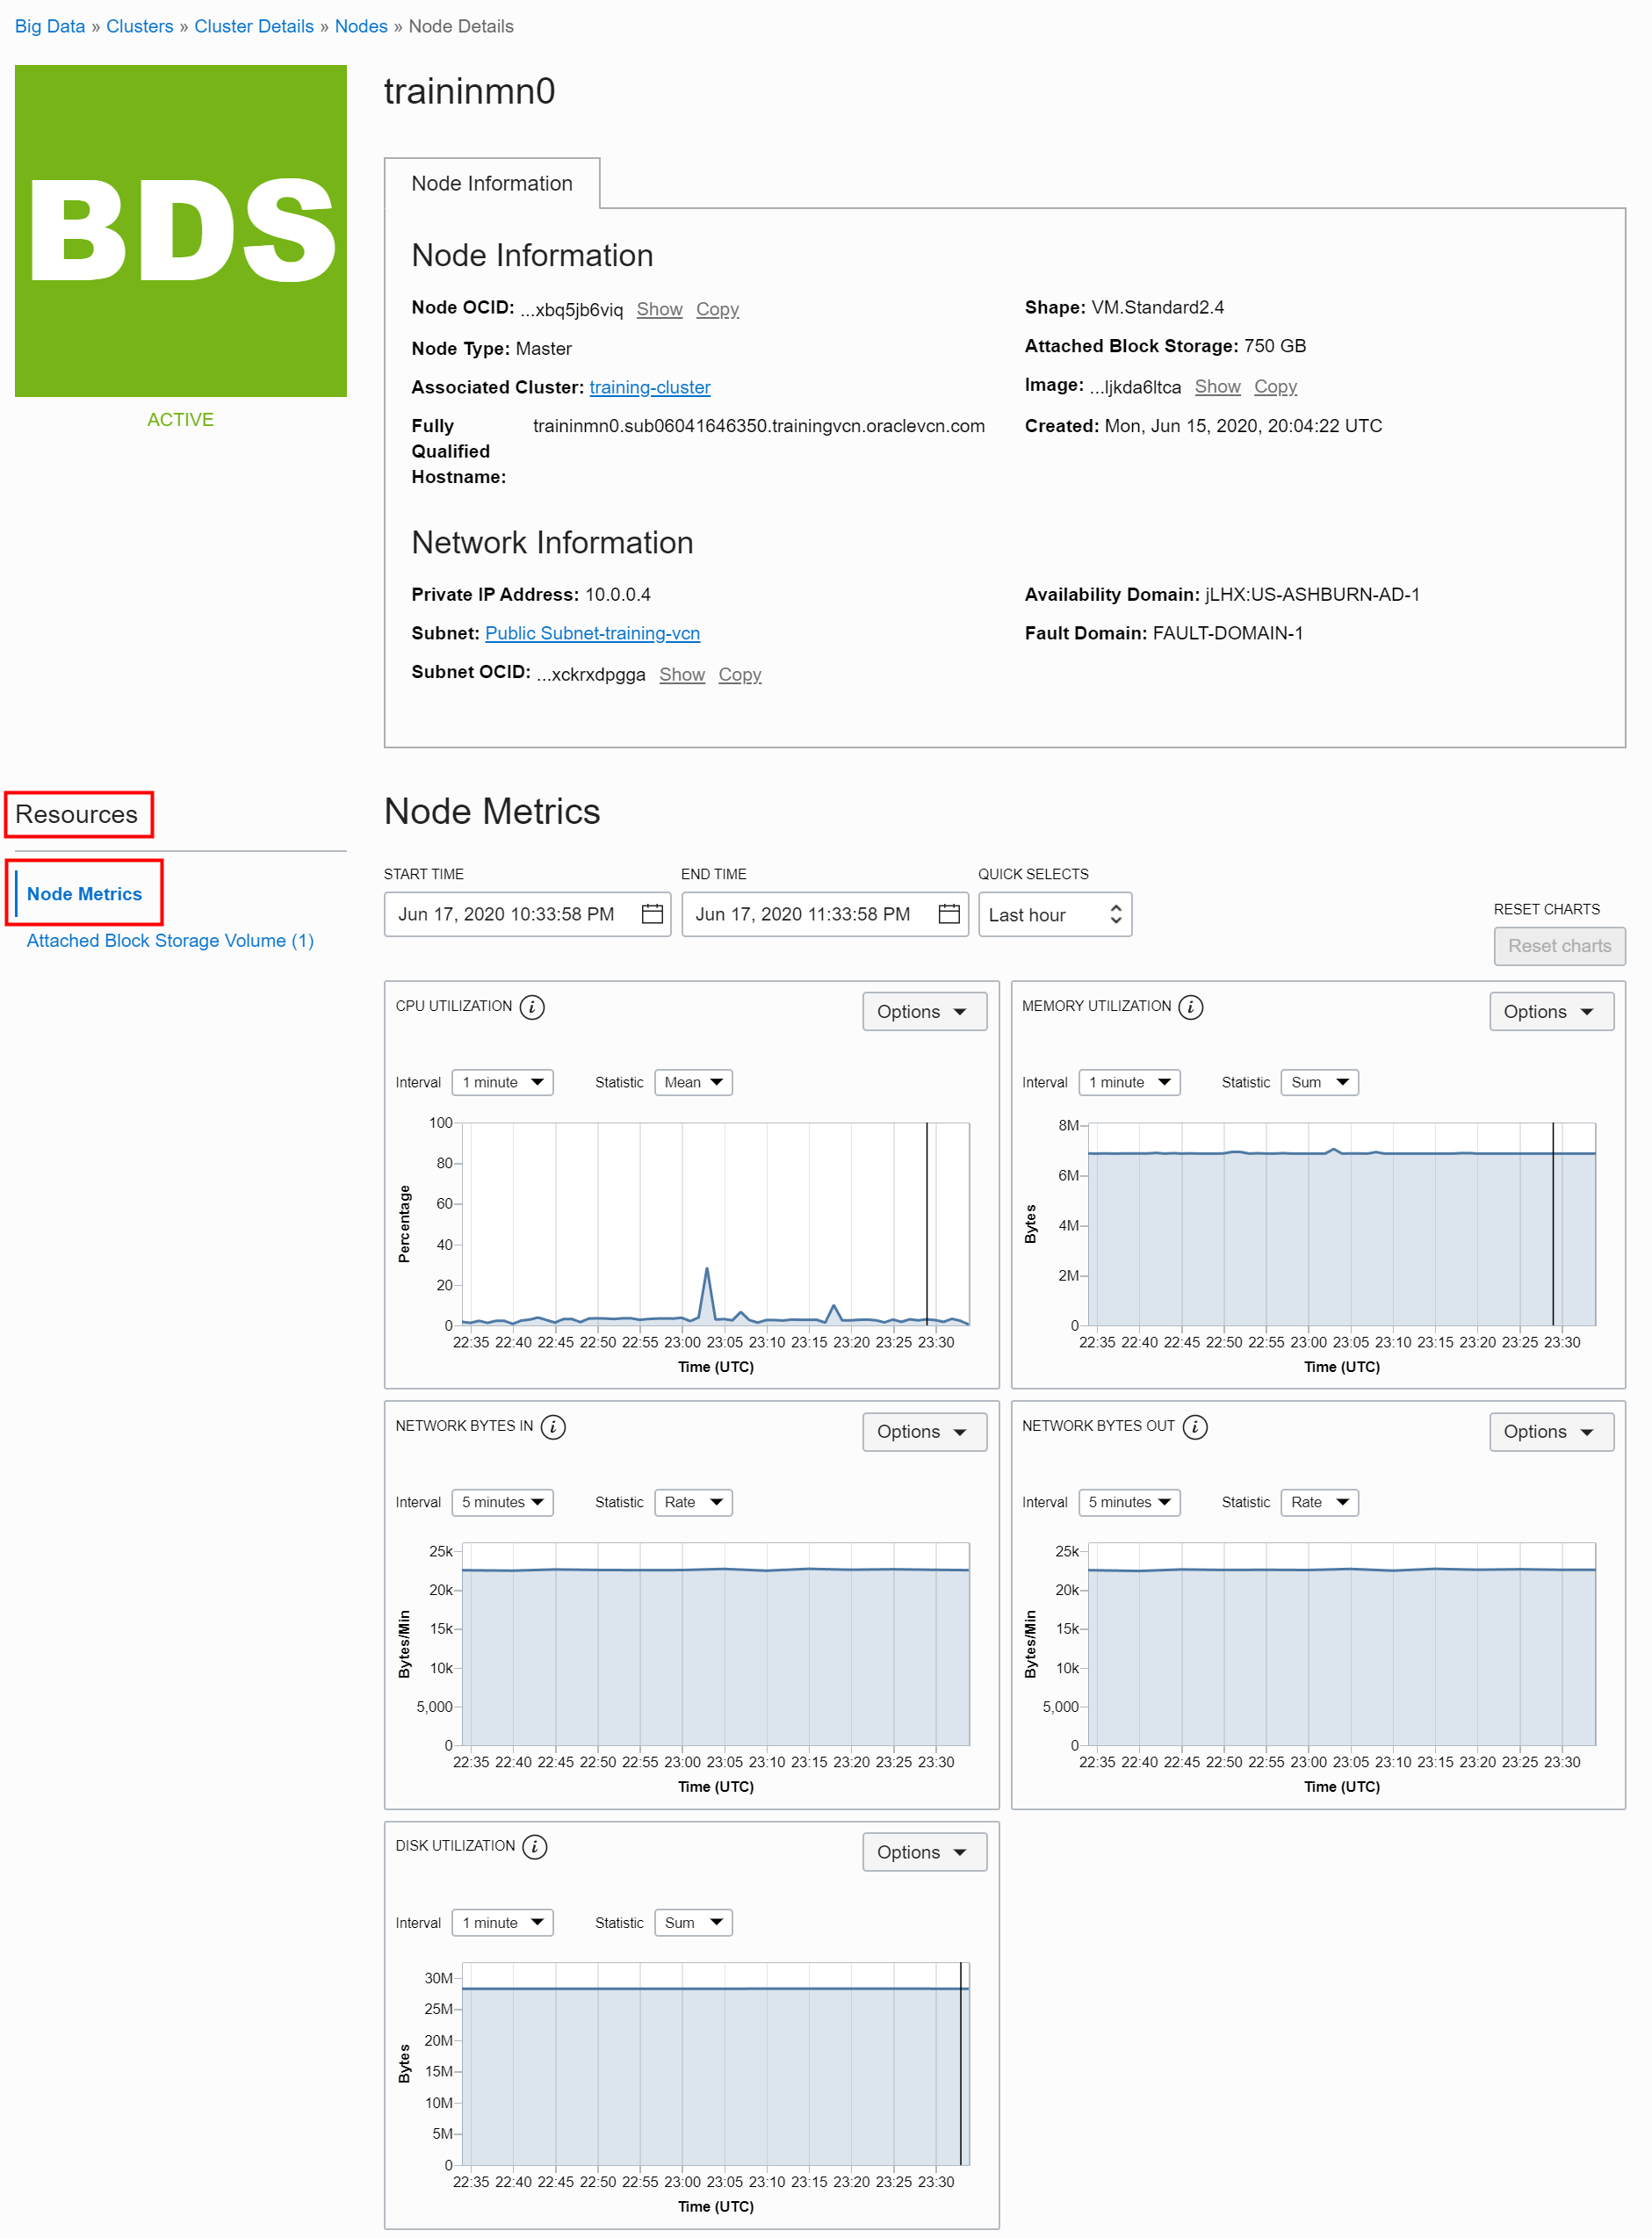 Big Data » Clusters » Cluster Details » Nodes » Node Details
BDS
ACTIVE
traininmn0
Node Information
Node Information
Node OCID: ...xbq5jb6viq Show Copy
Node Type: Master
Associated Cluster: training-cluster
Fully Qualified Hostname: traininmn0.sub06041646350.trainingvcn.oraclevcn.com
Shape: VM.Standard2.4
Attached Block Storage: 750 GB
Image: ...ljkda6ltca Show Copy
Created: Mon, Jun 15, 2020, 20:04:22 UTC
Network Information
Private IP Address: 10.0.0.4
Subnet: Public Subnet-training-vcn
Subnet OCID: ...xckrxdpgga Show Copy
Availability Domain: jLHX:US-ASHBURN-AD-1
Fault Domain: FAULT-DOMAIN-1
Resources
Node Metrics
Attached Block Storage Volume (1)
Node Metrics
START TIME END TIME QUICK SELECTS
Jun 17, 2020 10:33:58 PM Jun 17, 2020 11:33:58 PM Last hour
RESET CHARTS
Reset charts
CPU UTILIZATION i Options
Interval 1 minute Statistic Mean
Percentage
100
80
60
40
20
0
22:35 22:40 22:45 22:50 22:55 23:00 23:05 23:10 23:15 23:20 23:25 23:30
Time (UTC)
MEMORY UTILIZATION i Options
Interval 1 minute Statistic Sum
Bytes
8M
6M
4M
2M
0
22:35 22:40 22:45 22:50 22:55 23:00 23:05 23:10 23:15 23:20 23:25 23:30
Time (UTC)
NETWORK BYTES IN i Options
Interval 5 minutes Statistic Rate
Bytes/Min
25k
20k
15k
10k
5,000
0
22:35 22:40 22:45 22:50 22:55 23:00 23:05 23:10 23:15 23:20 23:25 23:30
Time (UTC)
NETWORK BYTES OUT i Options
Interval 5 minutes Statistic Rate
Bytes/Min
25k
20k
15k
10k
5,000
0
22:35 22:40 22:45 22:50 22:55 23:00 23:05 23:10 23:15 23:20 23:25 23:30
Time (UTC)
DISK UTILIZATION i Options
Interval 1 minute Statistic Sum
Bytes
30M
25M
20M
15M
10M
5M
0
22:35 22:40 22:45 22:50 22:55 23:00 23:05 23:10 23:15 23:20 23:25 23:30
Time (UTC)